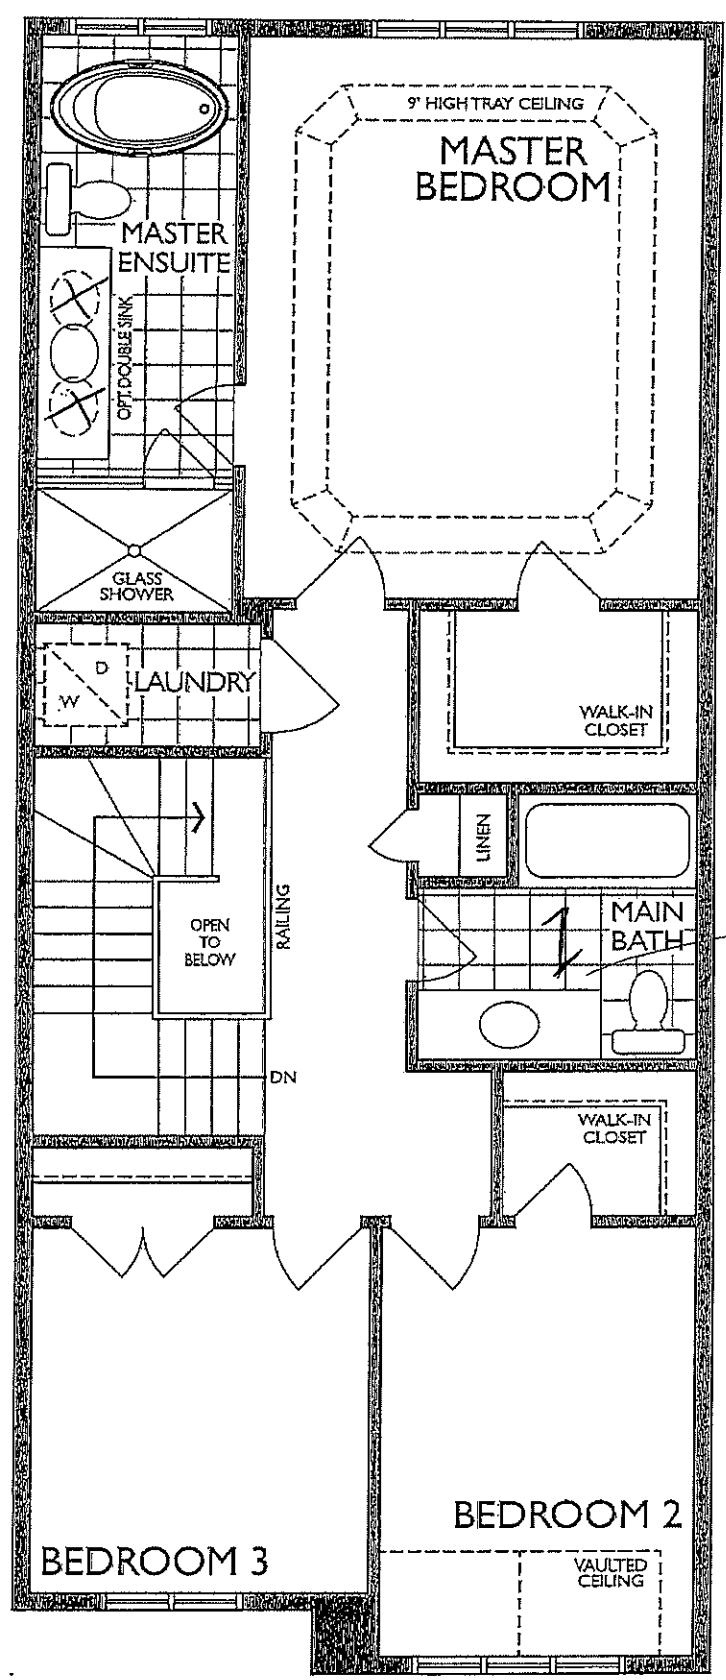 9' HIGH TRAY CEILING
MASTER
BEDROOM
MASTER
ENSUITE
OPT. DOUBLE SINK
GLASS
SHOWER
D
W
LAUNDRY
WALK-IN
CLOSET
LINEN
RAILING
OPEN
TO
BELOW
MAIN
BATH
1
DN
WALK-IN
CLOSET
BEDROOM 2
BEDROOM 3
VAULTED
CEILING